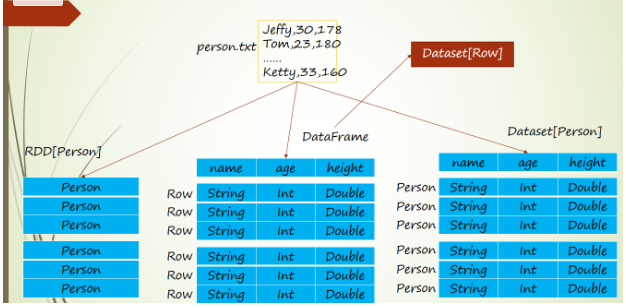 Jeffy,30,178
person.txt Tom,23,180
......
Ketty,33,160
Dataset[Row]
RDD[Person]
DataFrame
Dataset[Person]
Person
Person
Person
Person
Person
Person
name age height
Row String Int Double
Row String Int Double
Row String Int Double
Row String Int Double
Row String Int Double
Row String Int Double
name age height
Person String Int Double
Person String Int Double
Person String Int Double
Person String Int Double
Person String Int Double
Person String Int Double